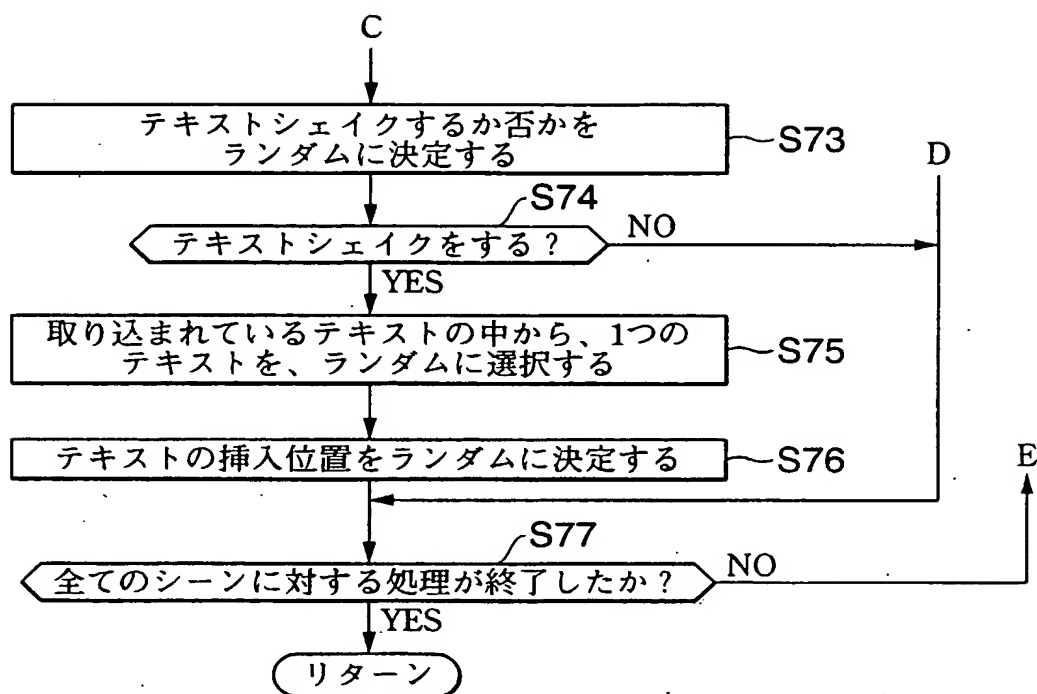 C
テキストシェイクするか否かを
ランダムに決定する
S73
D
S74
テキストシェイクをする?
NO
YES
取り込まれているテキストの中から、1つの
テキストを、ランダムに選択する
S75
テキストの挿入位置をランダムに決定する
S76
E
S77
全てのシーンに対する処理が終了したか?
NO
YES
リターン